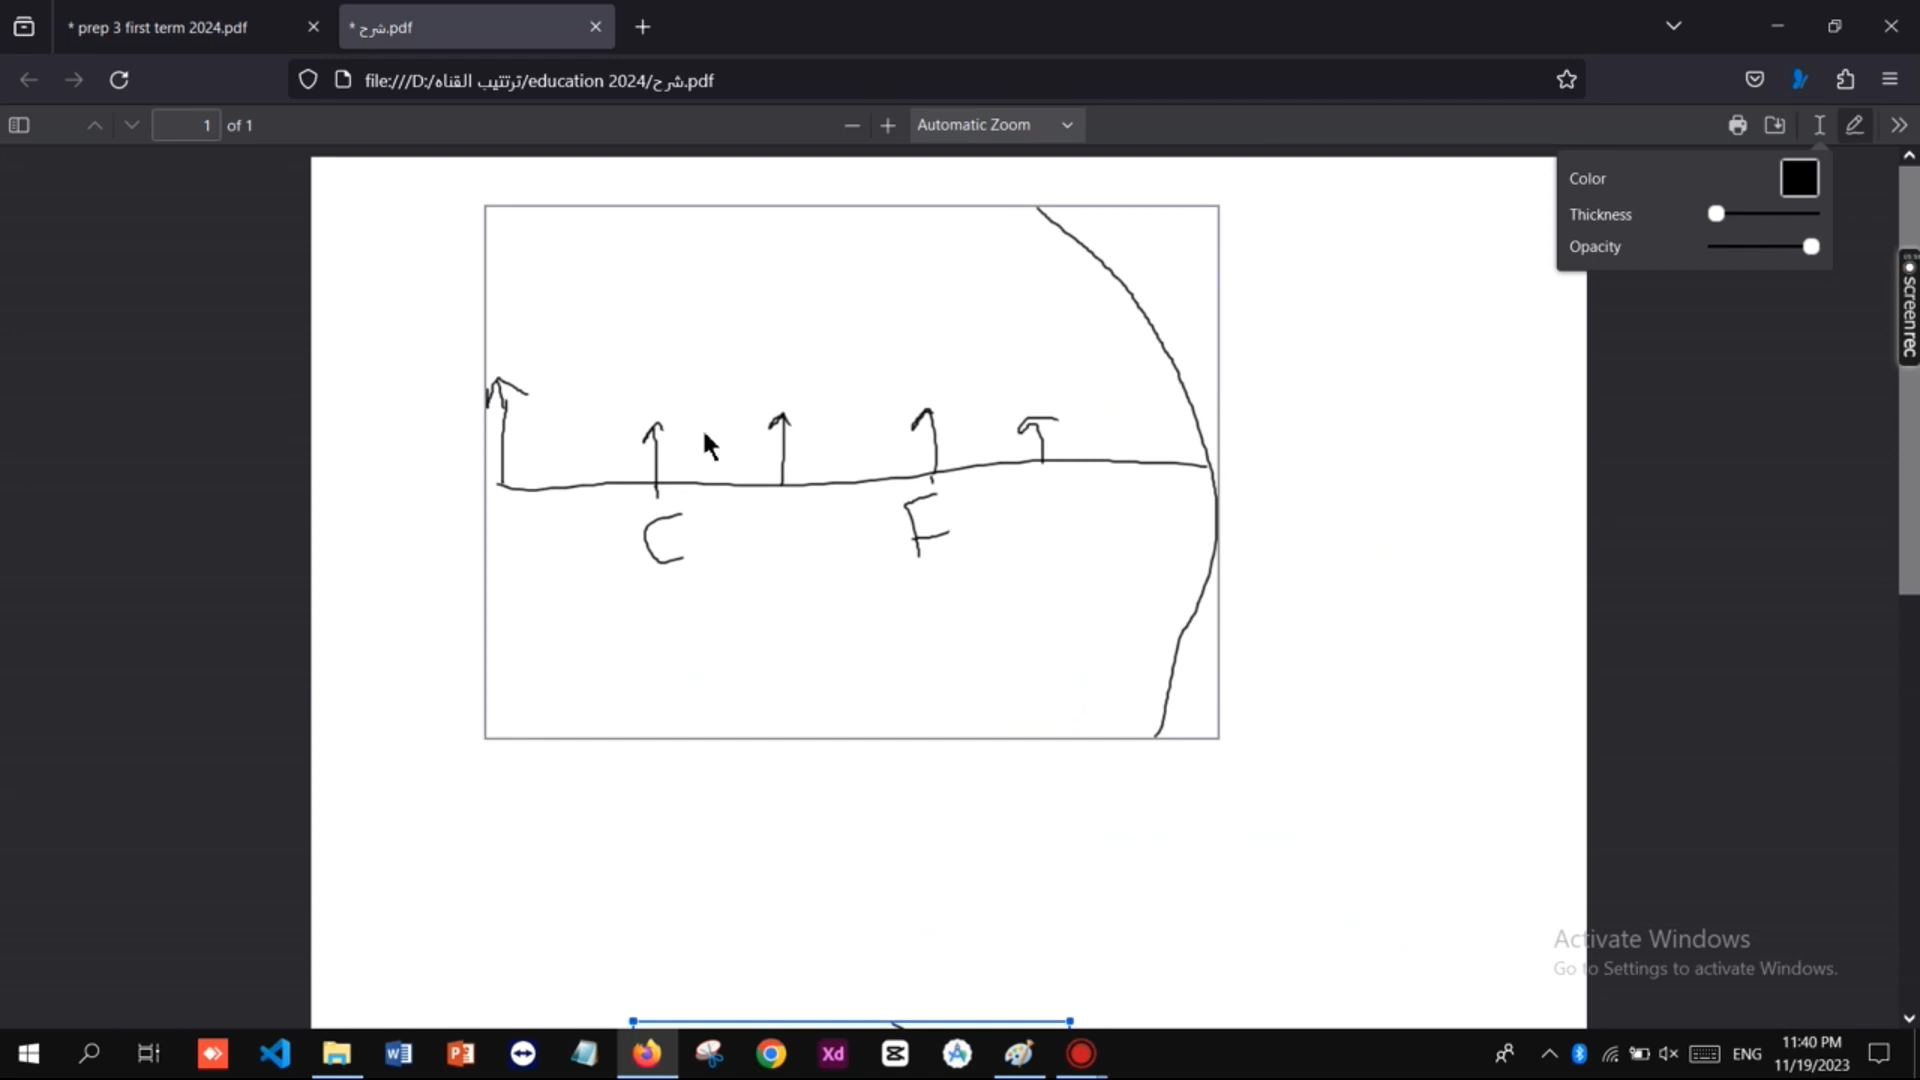 * prep 3 first term 2024.pdf
* شرح.pdf
file:///D:/ترتتيب القناه/education 2024/شرح.pdf
1 of 1
Automatic Zoom
Color
Thickness
Opacity
screenrec
C
F
Activate Windows
Go to Settings to activate Windows.
Xd
ENG
11:40 PM
11/19/2023